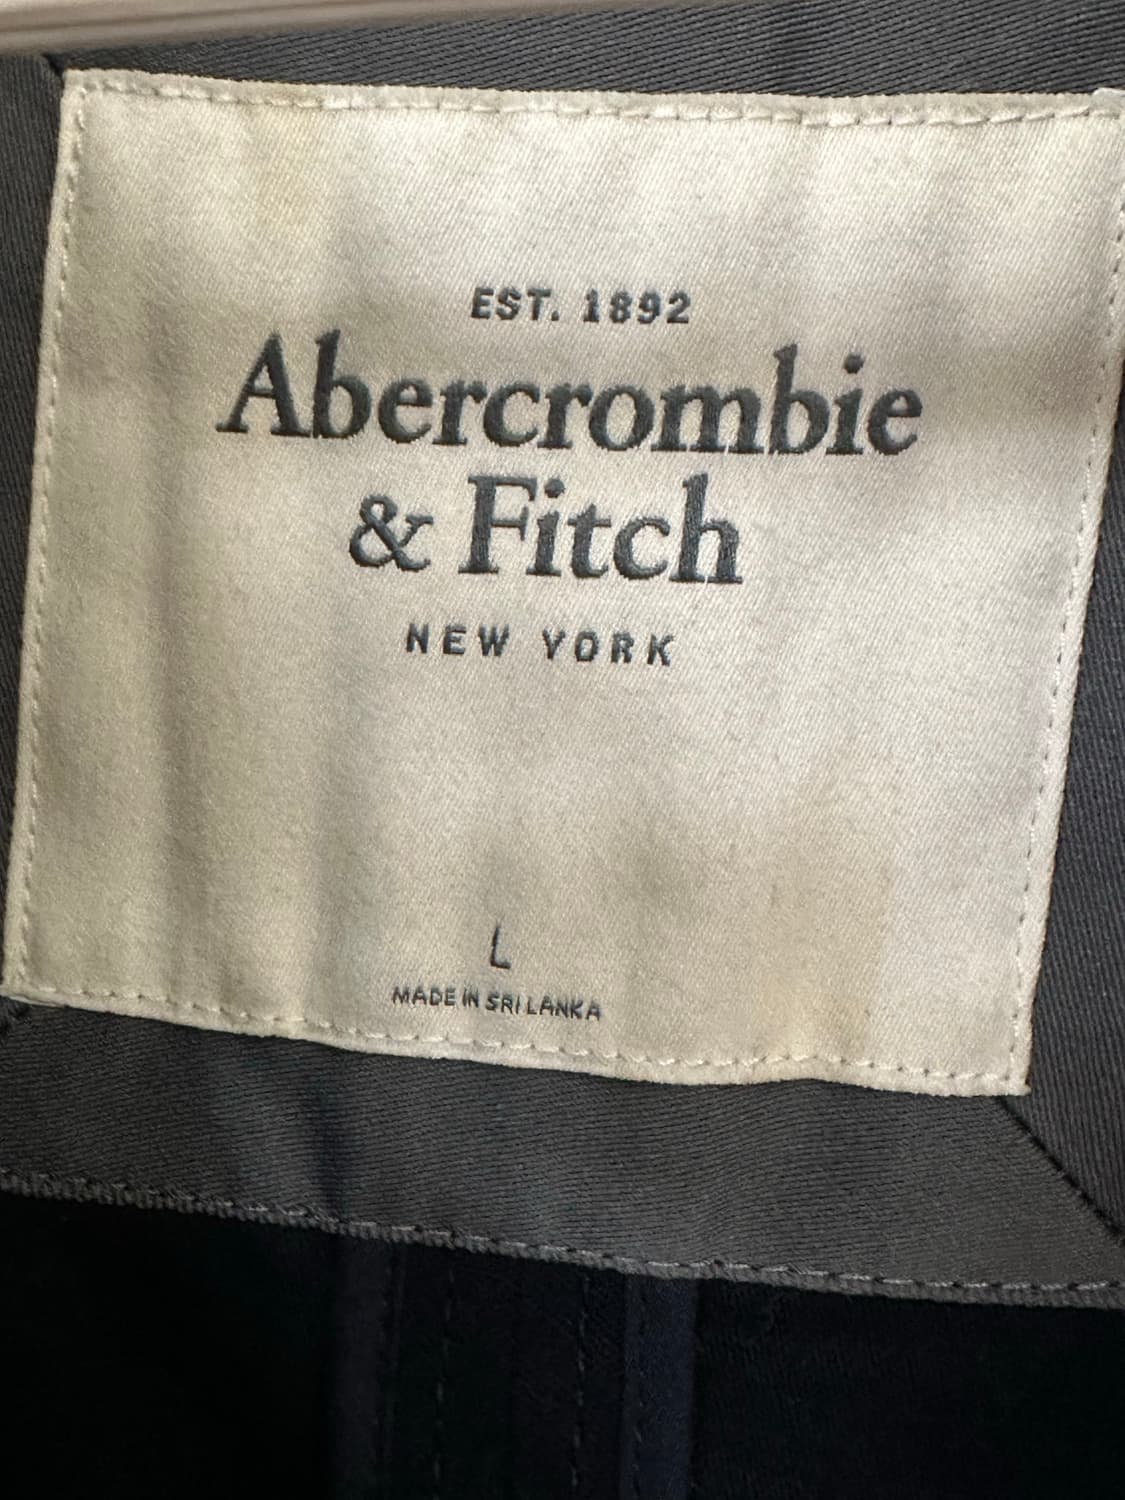 EST. 1892
Abercrombie
& Fitch
NEW YORK
L
MADE IN SRI LANKA